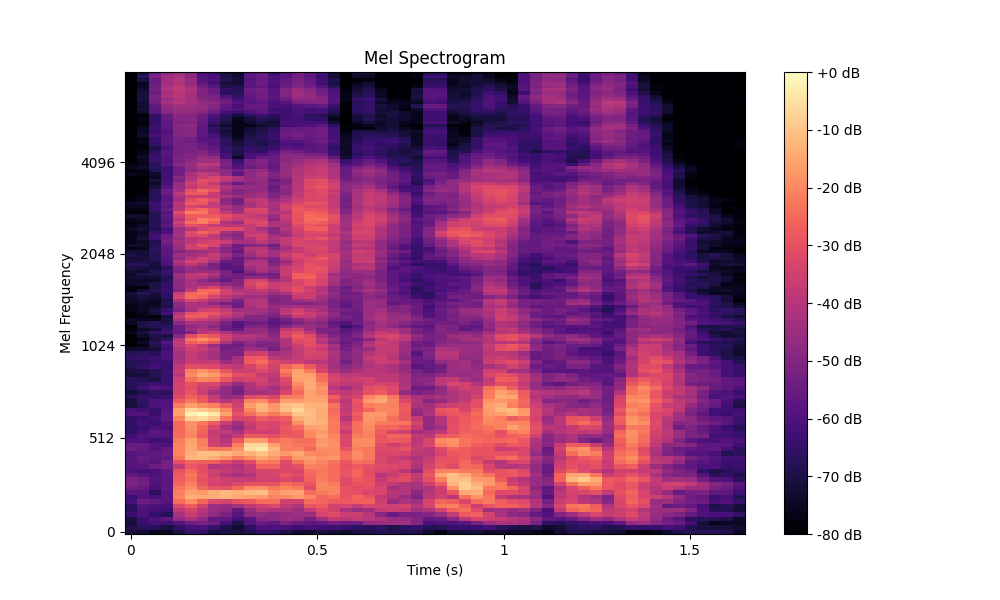 Mel Spectrogram
+0 dB
-10 dB
-20 dB
-30 dB
-40 dB
-50 dB
-60 dB
-70 dB
-80 dB
Mel Frequency
4096
2048
1024
512
0
0 0.5 1 1.5
Time (s)